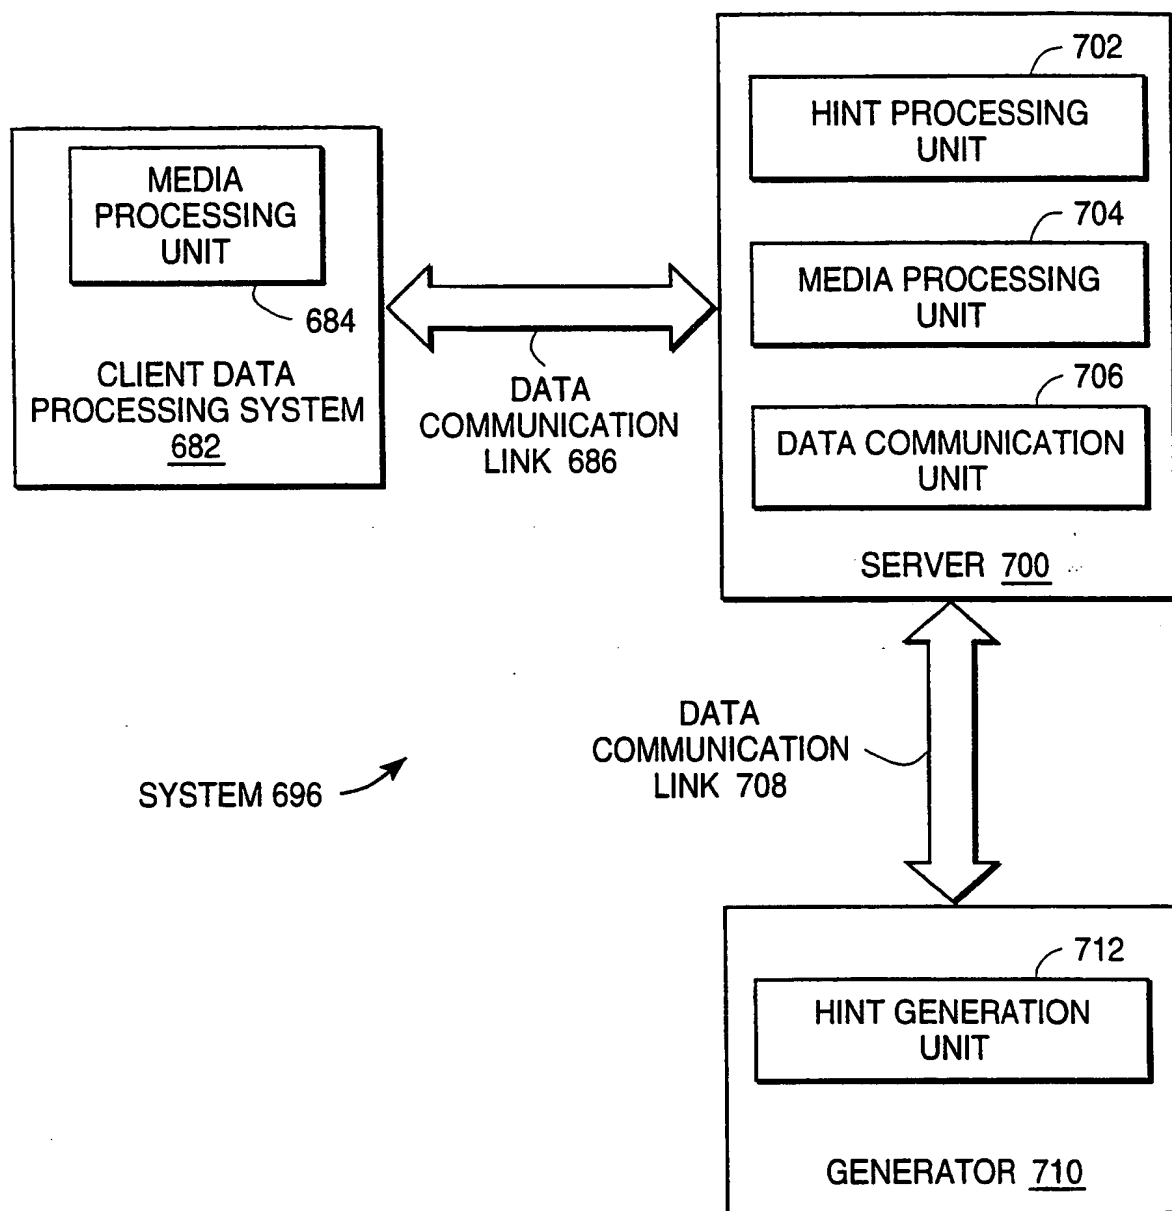 702
HINT PROCESSING
UNIT
MEDIA
PROCESSING
UNIT
704
MEDIA PROCESSING
UNIT
684
CLIENT DATA
PROCESSING SYSTEM
682
DATA
COMMUNICATION
LINK 686
706
DATA COMMUNICATION
UNIT
SERVER 700
DATA
COMMUNICATION
LINK 708
SYSTEM 696
712
HINT GENERATION
UNIT
GENERATOR 710